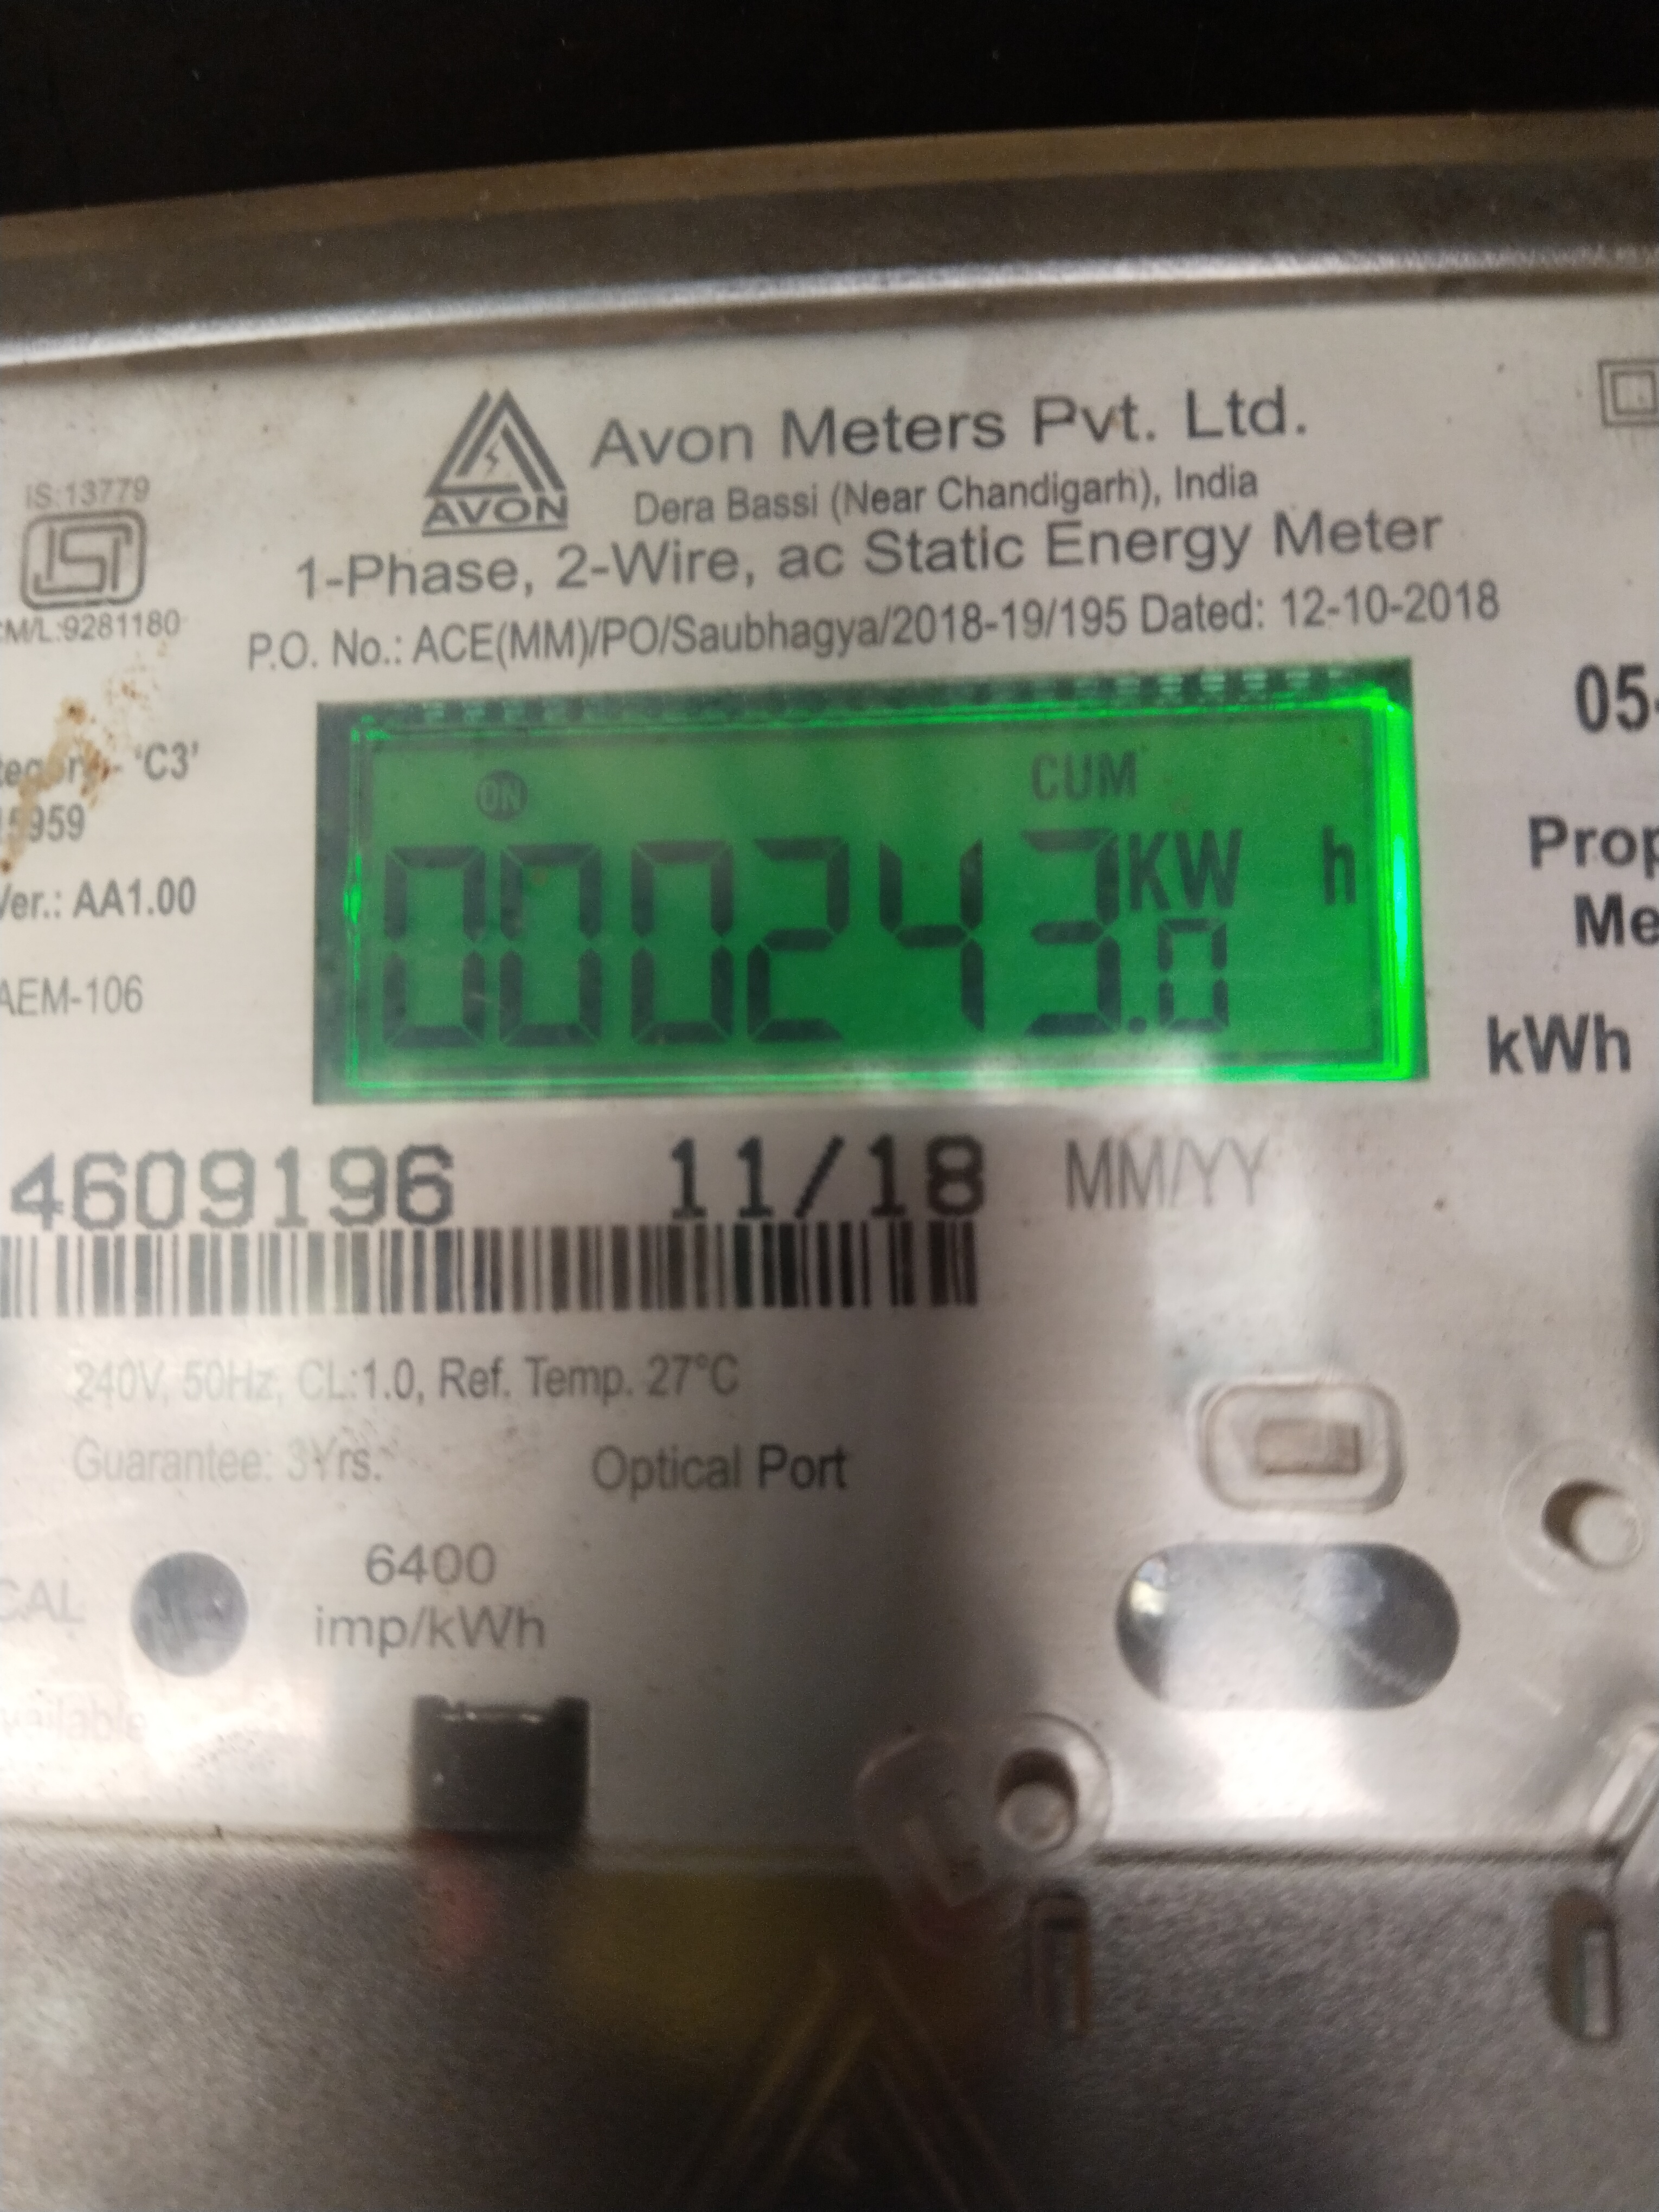 Avon Meters Pvt. Ltd.
AVON
Dera Bassi (Near Chandigarh), India
1-Phase, 2-Wire, ac Static Energy Meter
P.O. No.: ACE(MM)/PO/Saubhagya/2018-19/195 Dated: 12-10-2018
IS:13779
ISI
CM/L:9281180
'C3'
15959
Ver.: AA1.00
AEM-106
ON
CUM
000243.0 KW h
05-
kWh
4609196 11/18 MM/YY
240V, 50Hz, CL:1.0, Ref. Temp. 27°C
Guarantee: 3Yrs. Optical Port
CAL
6400
imp/kWh